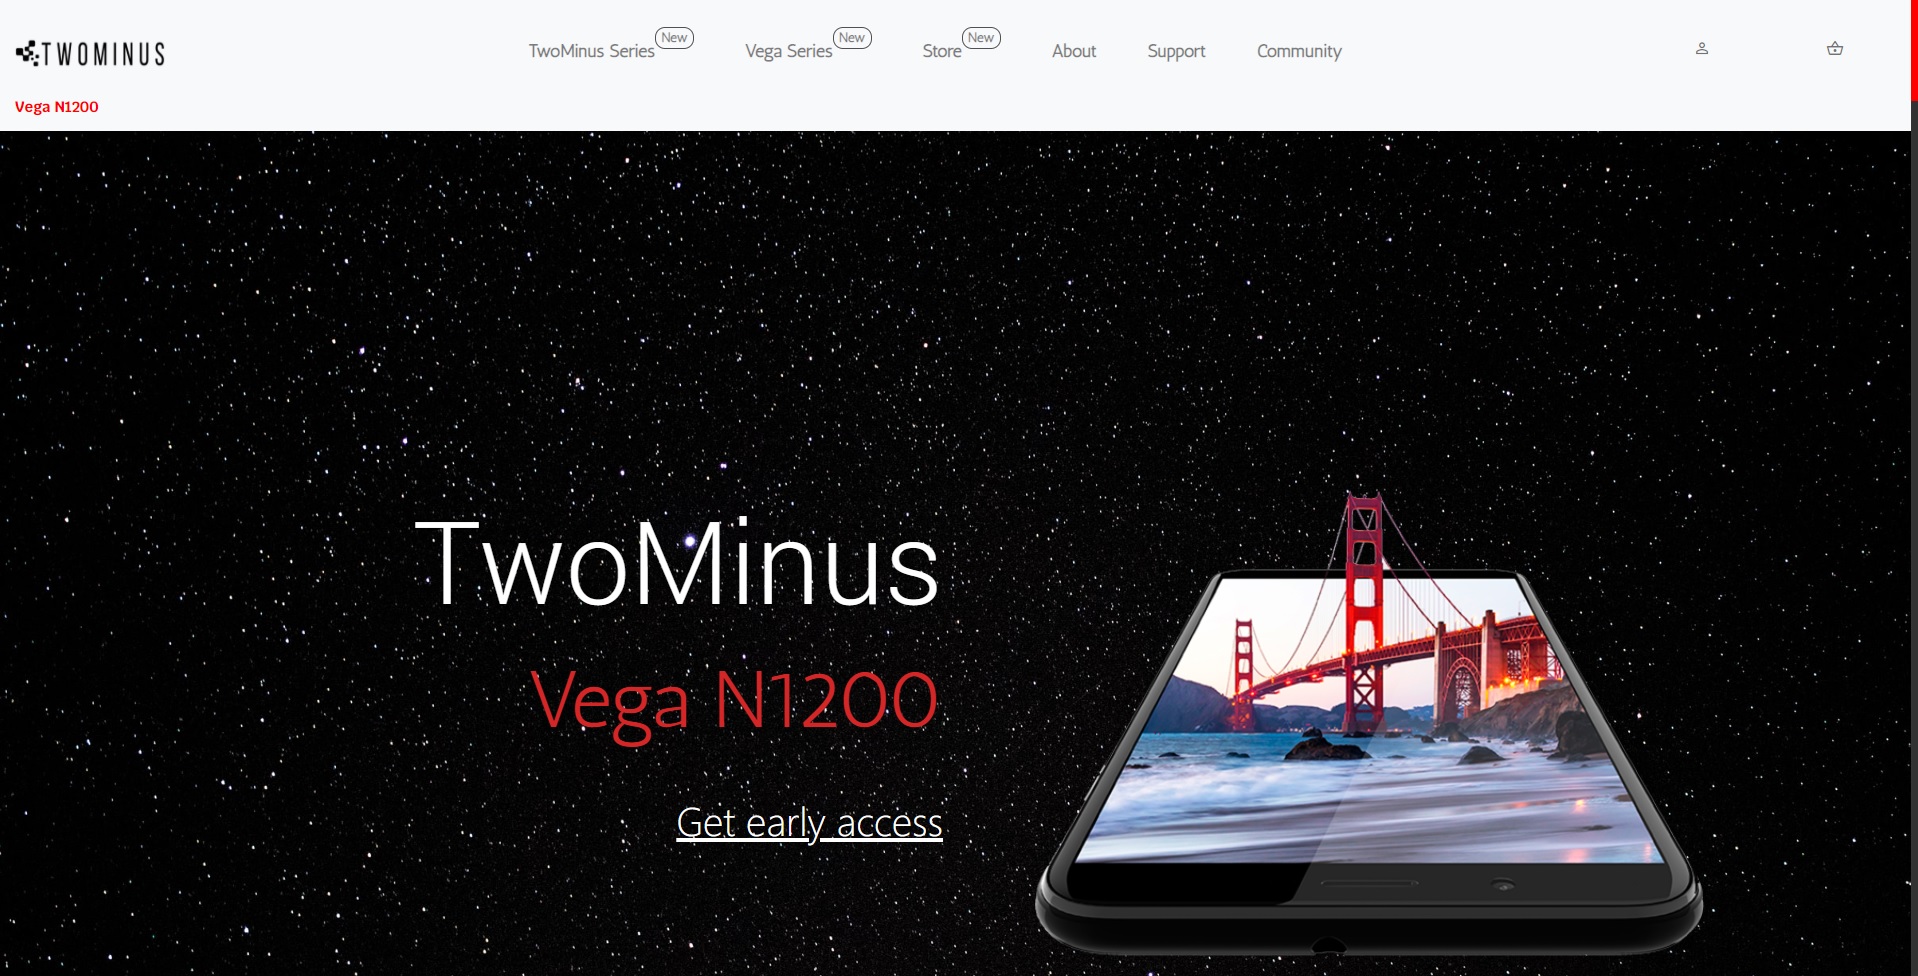 TWOMINUS
TwoMinus Series New Vega Series New Store New About Support Community
Vega N1200
TwoMinus
Vega N1200
Get early access